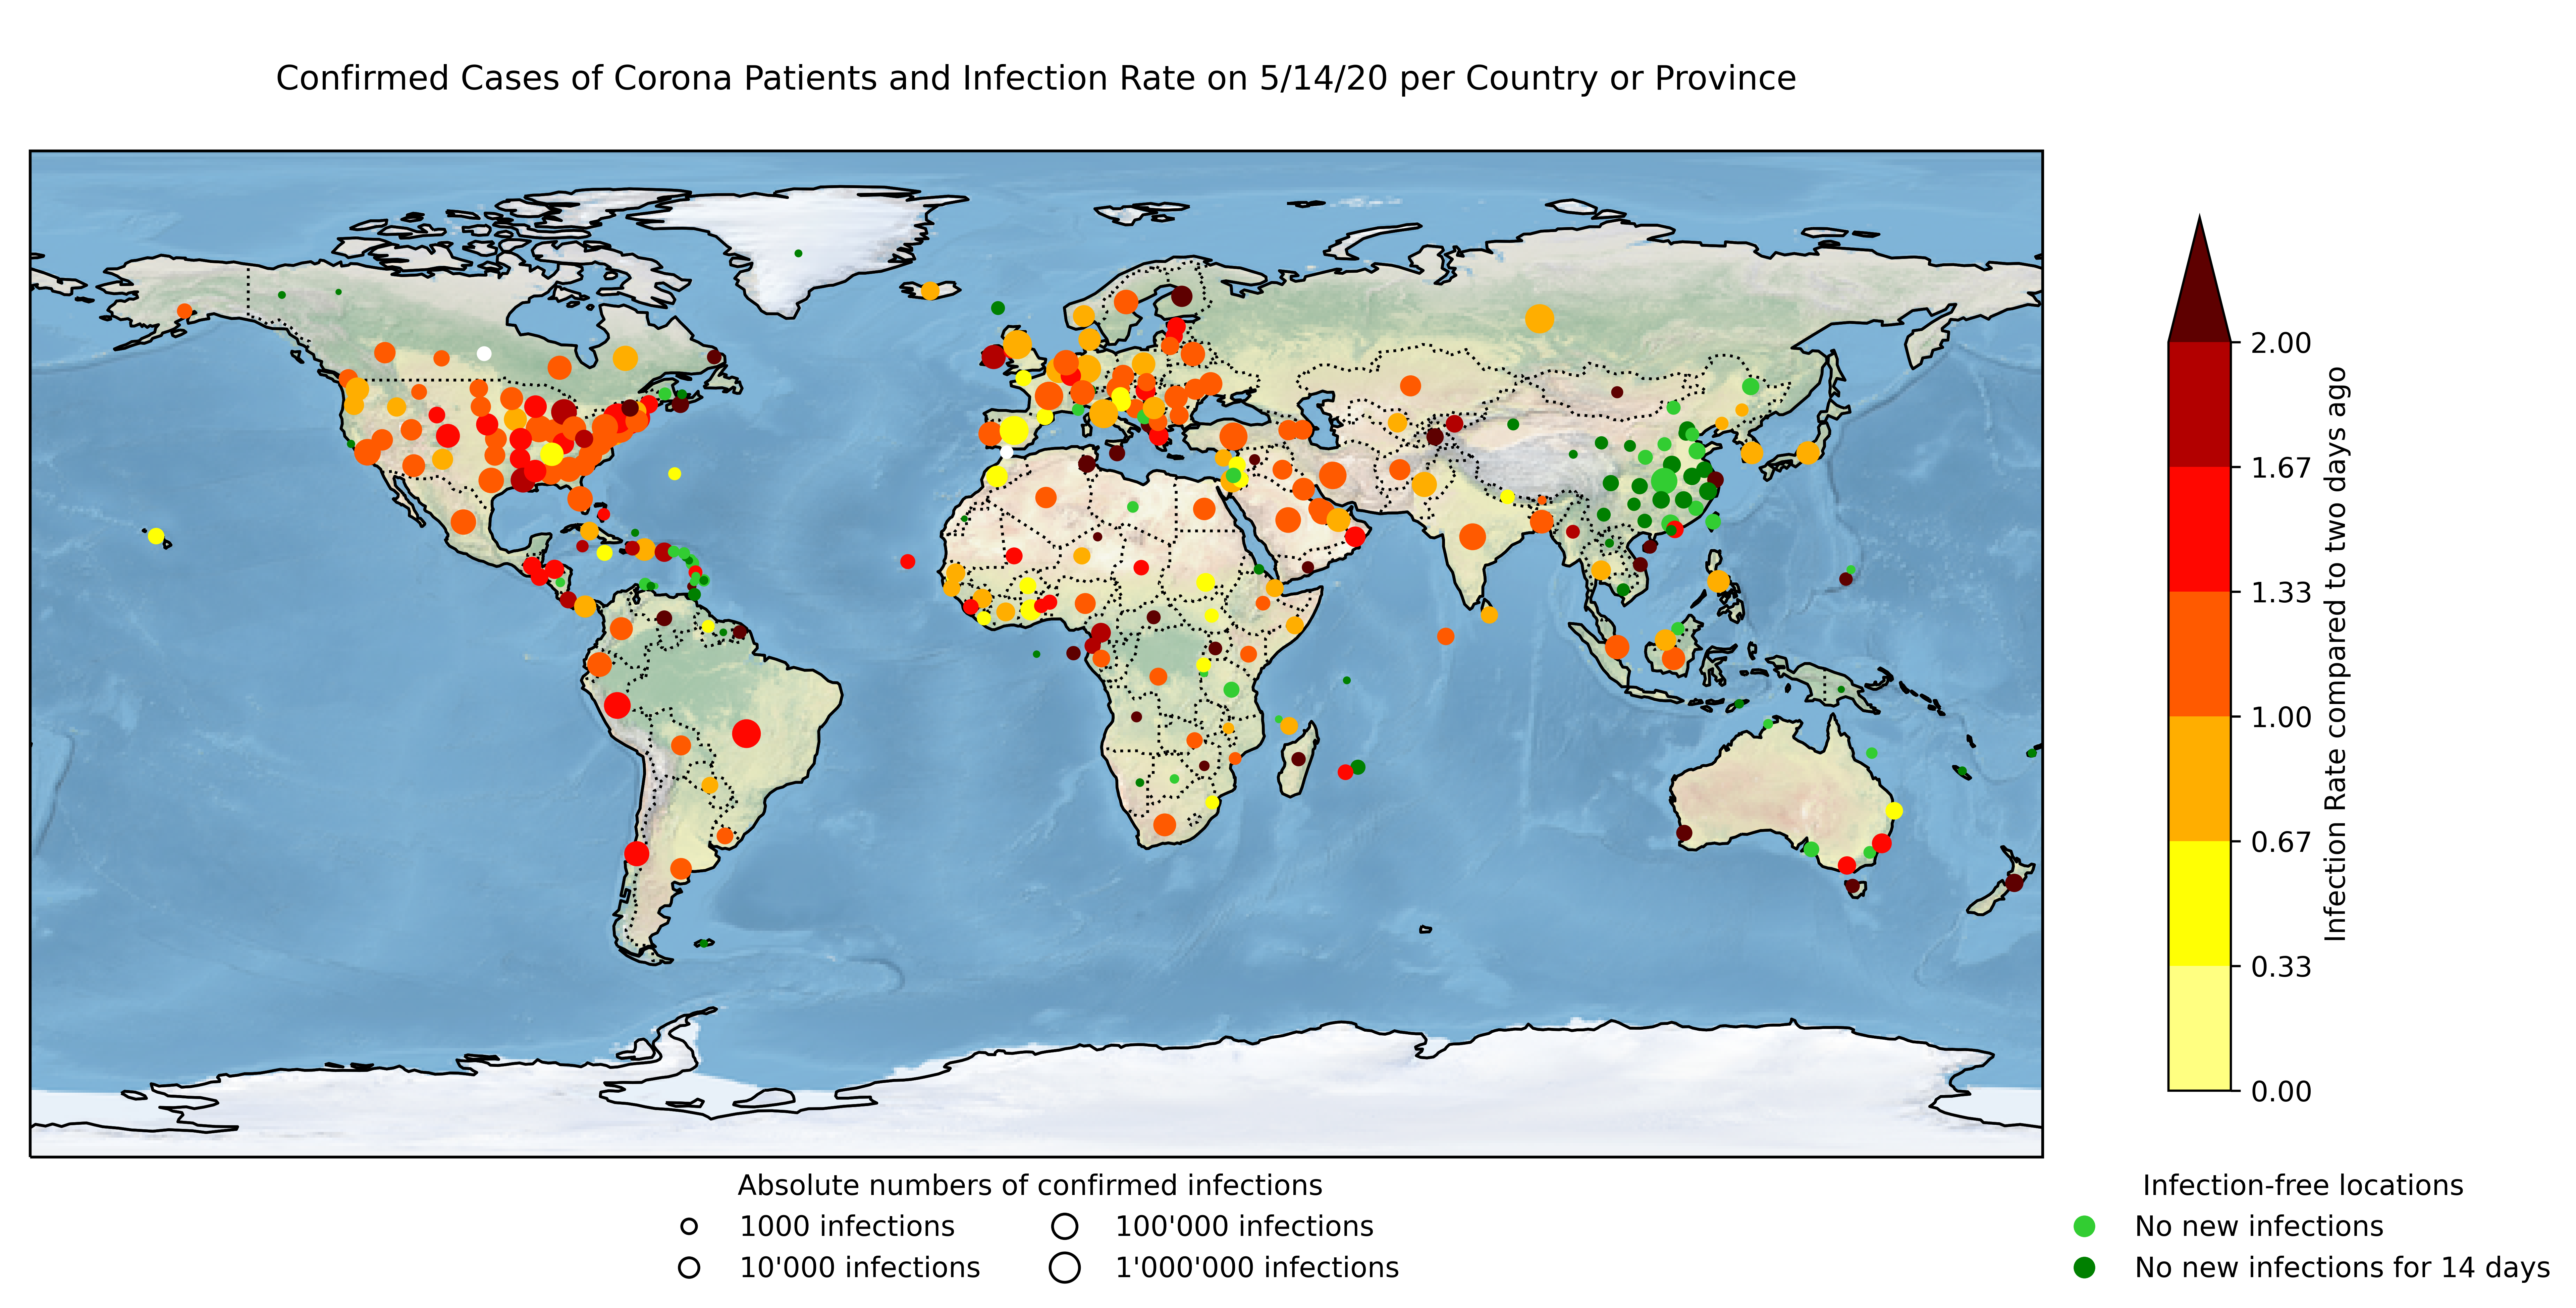 Confirmed Cases of Corona Patients and Infection Rate on 5/14/20 per Country or Province
2.00
1.67
1.33
1.00
0.67
0.33
0.00
Infection Rate compared to two days ago
Absolute numbers of confirmed infections
1000 infections
100'000 infections
10'000 infections
1'000'000 infections
Infection-free locations
No new infections
No new infections for 14 days